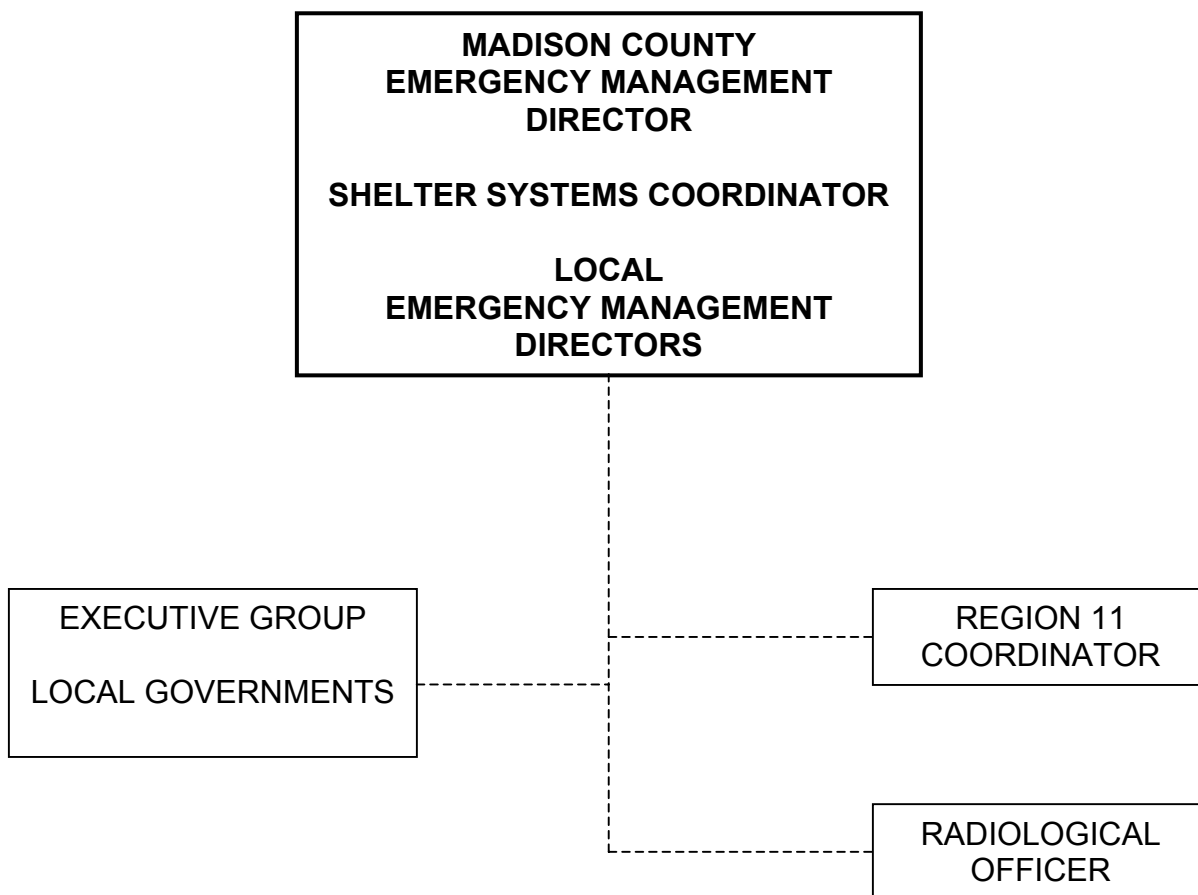 MADISON COUNTY
EMERGENCY MANAGEMENT
DIRECTOR
SHELTER SYSTEMS COORDINATOR
LOCAL
EMERGENCY MANAGEMENT
DIRECTORS
EXECUTIVE GROUP
LOCAL GOVERNMENTS
REGION 11
COORDINATOR
RADIOLOGICAL
OFFICER